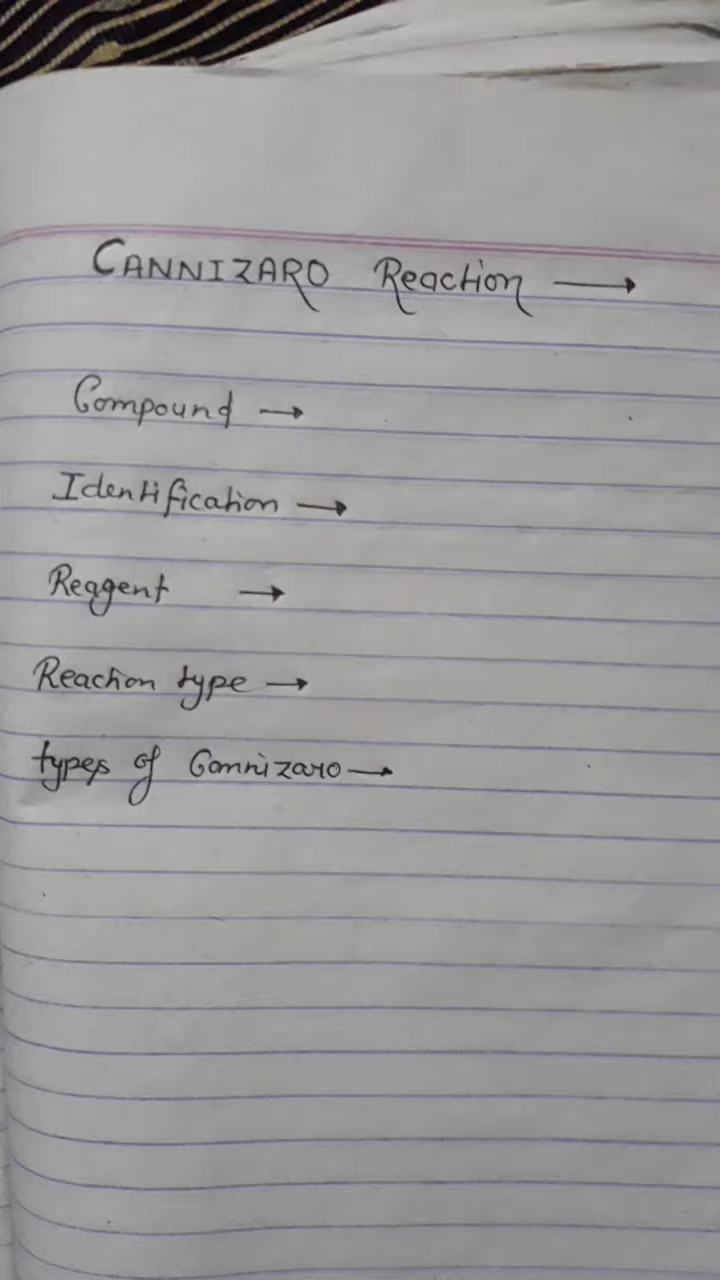 CANNIZARO Reaction →
Compound →
Identification →
Reagent →
Reaction type →
types of Cannizaro →